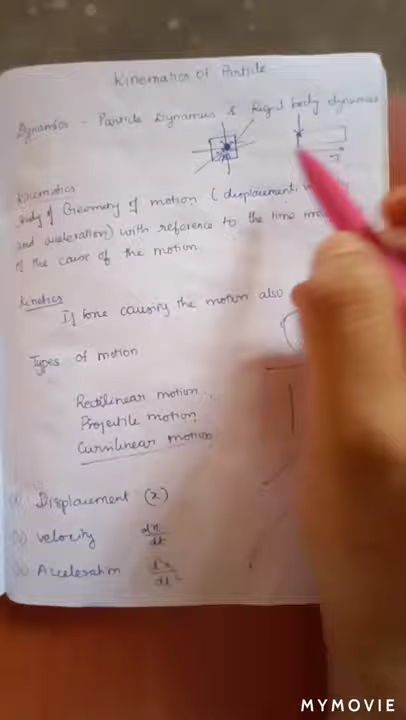 Kinematics of Particle
Dynamics - Particle Dynamics & Rigid body dynamics
Kinematics
study of Geometry of motion (displacement,
and acceleration) with reference to the time
of the cause of the motion.
Kinetics
If force causing the motion also
Types of motion
Rectilinear motion,
Projectile motion,
Curvilinear motion
Displacement (x)
velocity dx/dt
Acceleration d²x/dt²
MYMOVIE